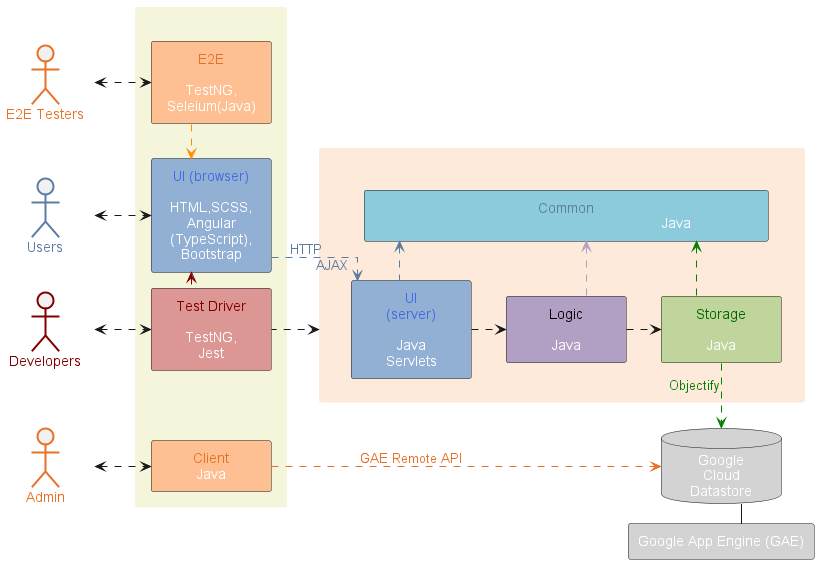 E2E
TestNG,
Seleium(Java)
E2E Testers
UI (browser)
HTML,SCSS,
Angular
(TypeScript),
Bootstrap
Users
Common
Java
HTTP
AJAX
Test Driver
TestNG,
Jest
Developers
UI
(server)
Java
Servlets
Logic
Java
Storage
Java
Objectify
Client
Java
Admin
GAE Remote API
Google
Cloud
Datastore
Google App Engine (GAE)